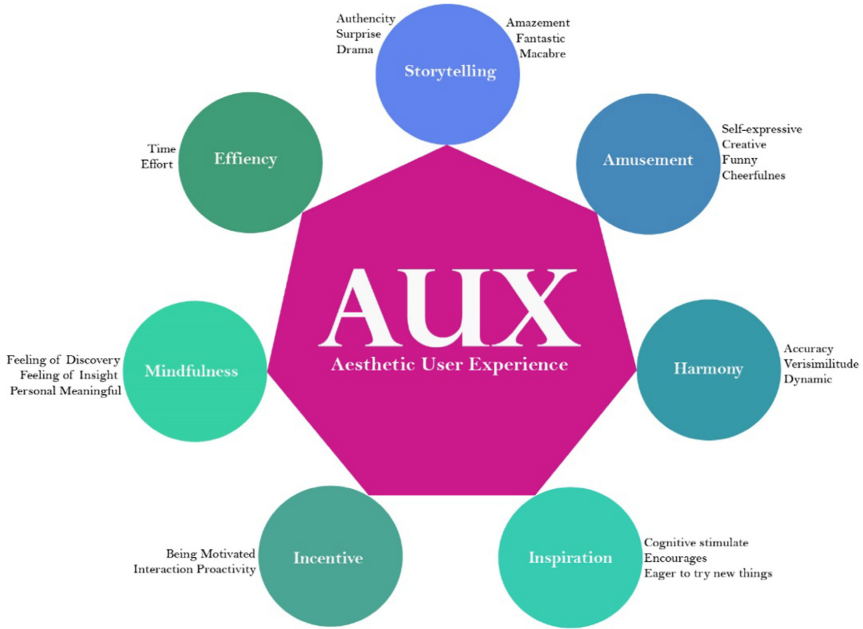 Authencity
Surprise
Drama
Storytelling
Amazement
Fantastic
Macabre
Time
Effort
Effiency
Amusement
Self-expressive
Creative
Funny
Cheerfulnes
AUX
Aesthetic User Experience
Feeling of Discovery
Feeling of Insight
Personal Meaningful
Mindfulness
Harmony
Accuracy
Verisimilitude
Dynamic
Being Motivated
Interaction Proactivity
Incentive
Inspiration
Cognitive stimulate
Encourages
Eager to try new things